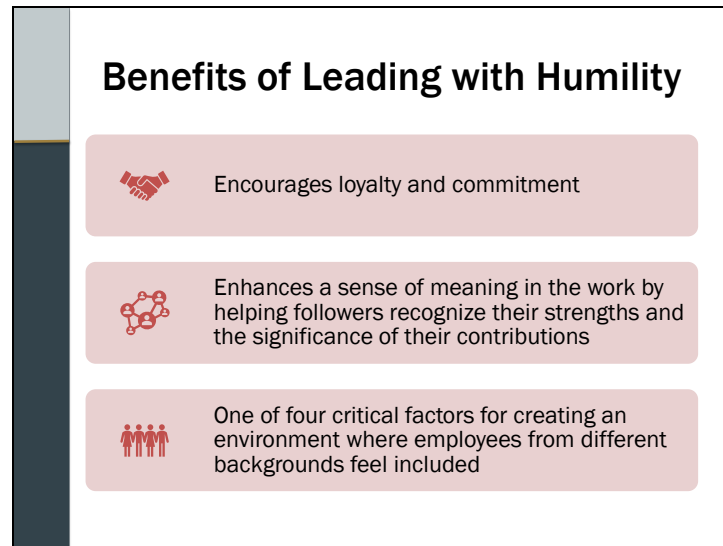 Benefits of Leading with Humility
Encourages loyalty and commitment
Enhances a sense of meaning in the work by
helping followers recognize their strengths and
the significance of their contributions
One of four critical factors for creating an
environment where employees from different
backgrounds feel included